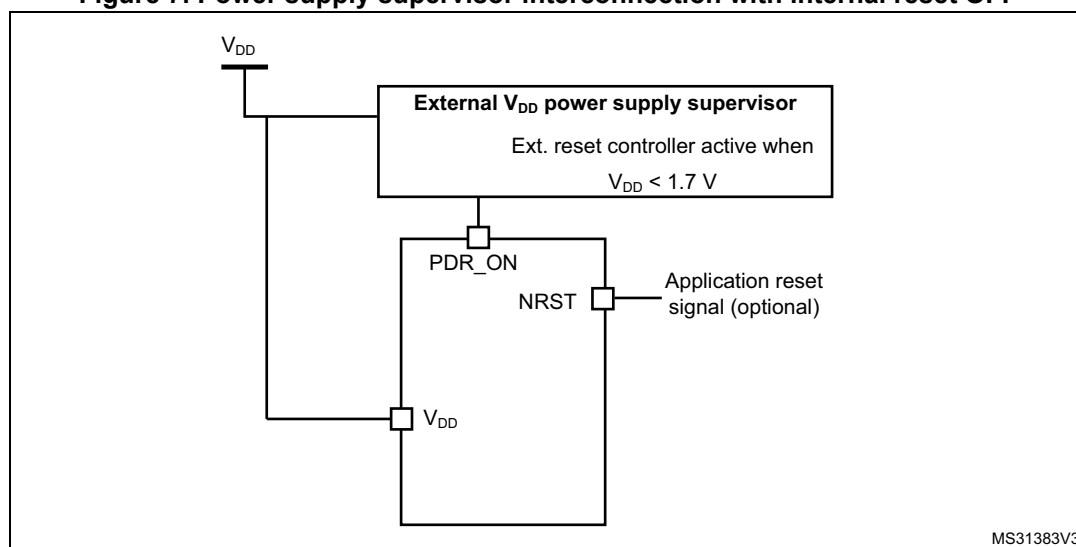 Figure 7. Power supply supervisor interconnection with internal reset OFF
VDD
External VDD power supply supervisor
Ext. reset controller active when
VDD < 1.7 V
PDR_ON
NRST
Application reset
signal (optional)
VDD
MS31383V3